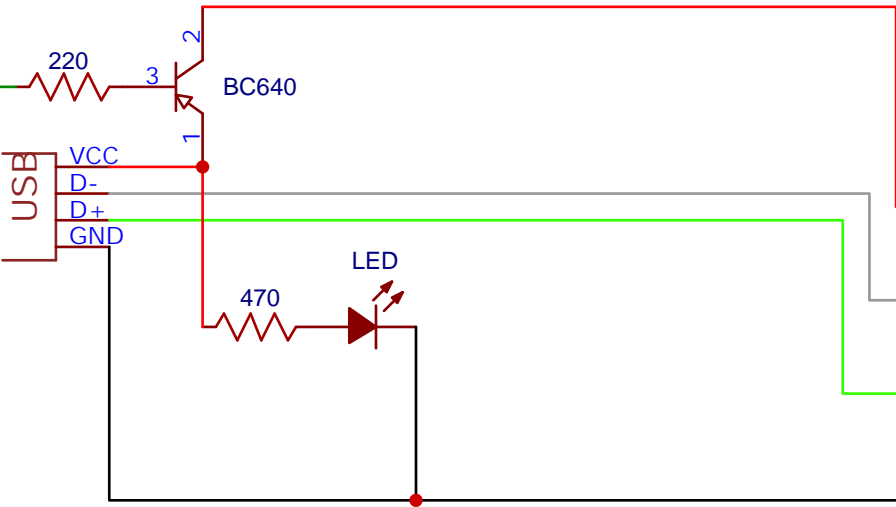 2
220
3
BC640
1
USB
VCC
D-
D+
GND
LED
470